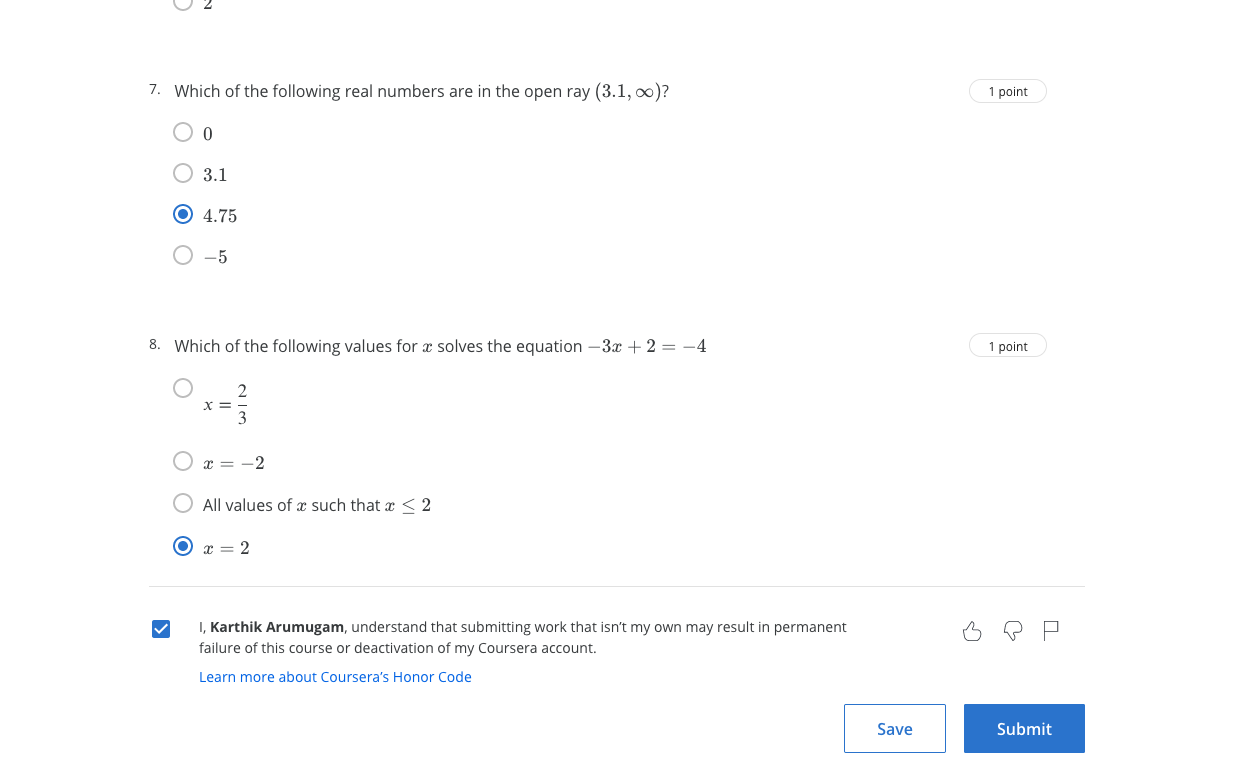 2
7. Which of the following real numbers are in the open ray (3.1, ∞)?
1 point
0
3.1
4.75
−5
8. Which of the following values for x solves the equation −3x + 2 = −4
1 point
x = 2/3
x = −2
All values of x such that x ≤ 2
x = 2
I, Karthik Arumugam, understand that submitting work that isn’t my own may result in permanent
failure of this course or deactivation of my Coursera account.
Learn more about Coursera’s Honor Code
Save
Submit